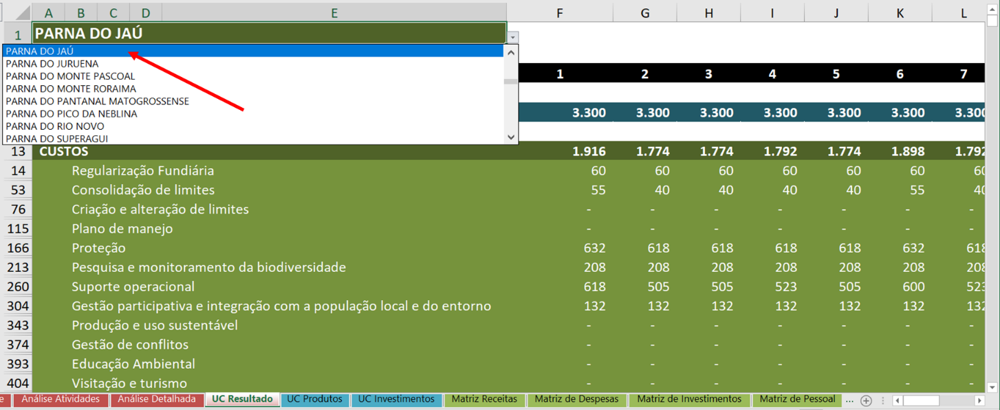 A B C D E F G H I J K L
1 PARNA DO JAÚ
PARNA DO JAÚ
PARNA DO JURUENA
PARNA DO MONTE PASCOAL 1 2 3 4 5 6 7
PARNA DO MONTE RORAIMA
PARNA DO PANTANAL MATOGROSSENSE
PARNA DO PICO DA NEBLINA 3.300 3.300 3.300 3.300 3.300 3.300 3.300
PARNA DO RIO NOVO
PARNA DO SUPERAGUI
13 CUSTOS 1.916 1.774 1.774 1.792 1.774 1.898 1.792
14 Regularização Fundiária 60 60 60 60 60 60 60
53 Consolidação de limites 55 40 40 40 40 55 40
76 Criação e alteração de limites - - - - - - -
115 Plano de manejo - - - - - - -
166 Proteção 632 618 618 618 618 632 618
213 Pesquisa e monitoramento da biodiversidade 208 208 208 208 208 208 208
260 Suporte operacional 618 505 505 523 505 600 523
304 Gestão participativa e integração com a população local e do entorno 132 132 132 132 132 132 132
343 Produção e uso sustentável - - - - - - -
374 Gestão de conflitos - - - - - - -
393 Educação Ambiental - - - - - - -
404 Visitação e turismo - - - - - - -
e Análise Atividades Análise Detalhada UC Resultado UC Produtos UC Investimentos Matriz Receitas Matriz de Despesas Matriz de Investimentos Matriz de Pessoal ...